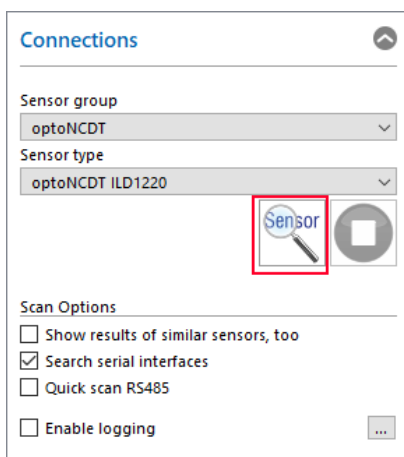 Connections
Sensor group
optoNCDT
Sensor type
optoNCDT ILD1220
Sensor
Scan Options
Show results of similar sensors, too
Search serial interfaces
Quick scan RS485
Enable logging
...